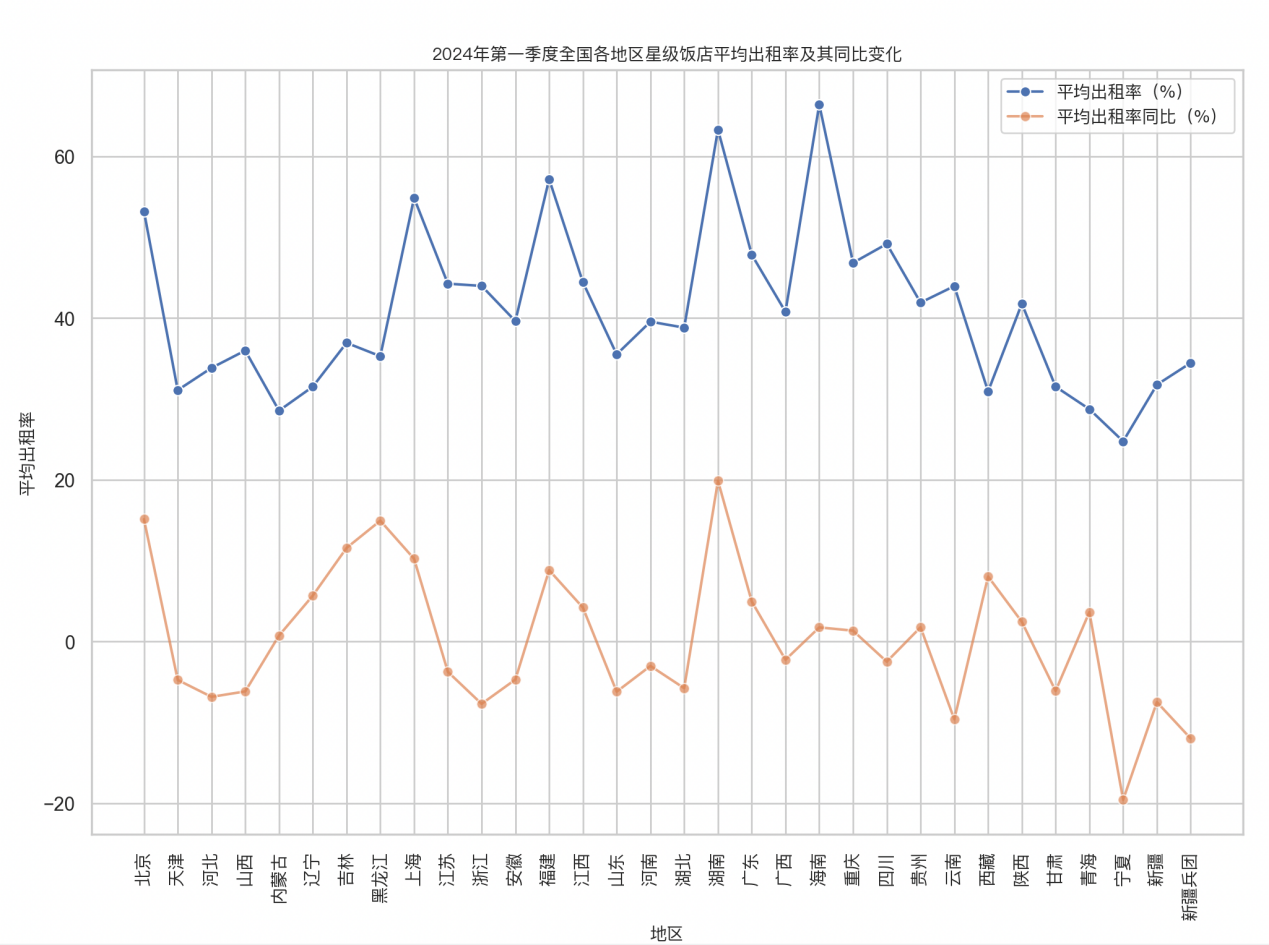 2024年第一季度全国各地区星级饭店平均出租率及其同比变化
平均出租率（%）
平均出租率同比（%）
60
40
20
0
−20
平均出租率
北京
天津
河北
山西
内蒙古
辽宁
吉林
黑龙江
上海
江苏
浙江
安徽
福建
江西
山东
河南
湖北
湖南
广东
广西
海南
重庆
四川
贵州
云南
西藏
陕西
甘肃
青海
宁夏
新疆
新疆兵团
地区